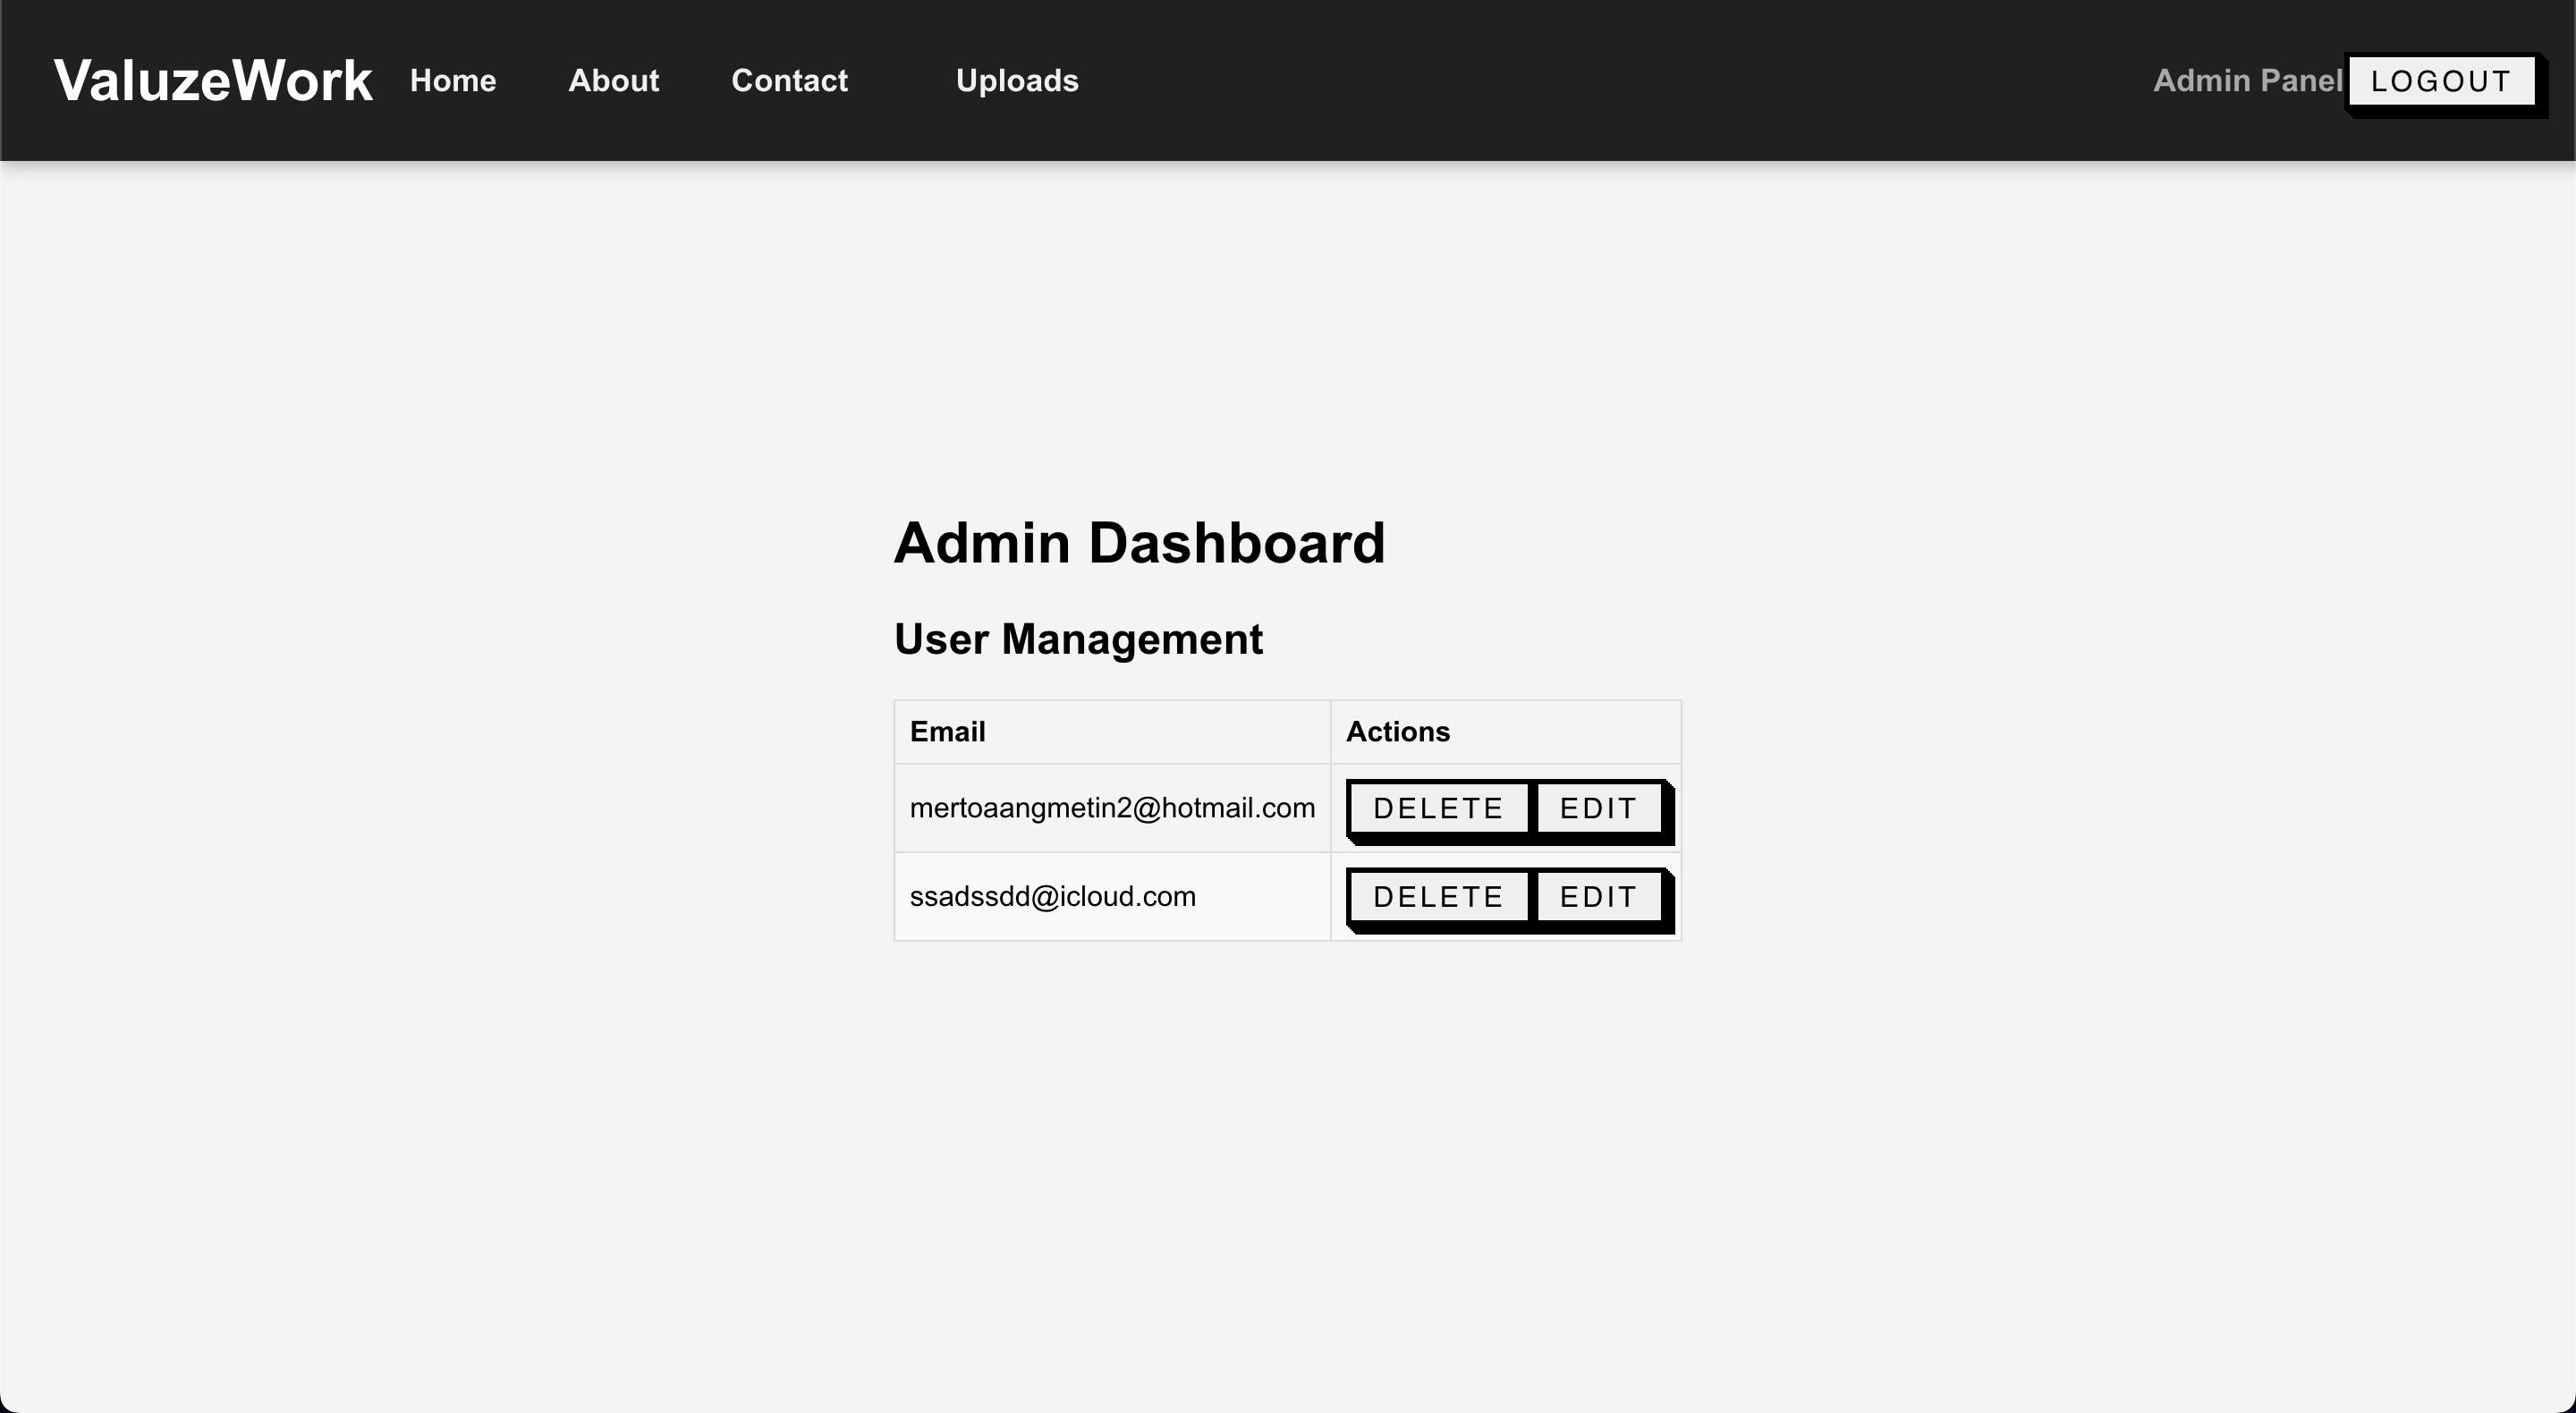 ValuzeWork Home About Contact Uploads Admin Panel LOGOUT
Admin Dashboard
User Management
Email Actions
mertoaangmetin2@hotmail.com DELETE EDIT
ssadssdd@icloud.com DELETE EDIT